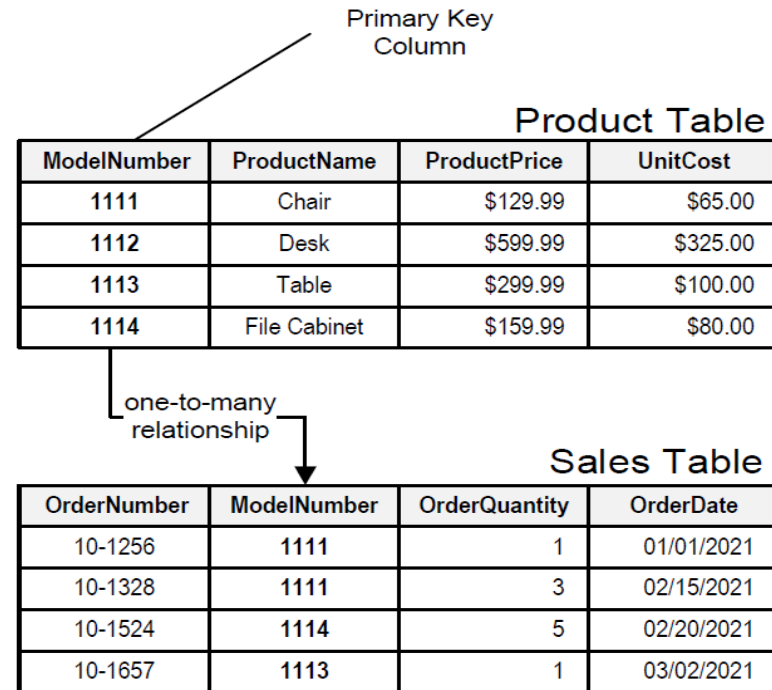 Primary Key
Column
Product Table
ModelNumber ProductName ProductPrice UnitCost
1111 Chair $129.99 $65.00
1112 Desk $599.99 $325.00
1113 Table $299.99 $100.00
1114 File Cabinet $159.99 $80.00
one-to-many
relationship
Sales Table
OrderNumber ModelNumber OrderQuantity OrderDate
10-1256 1111 1 01/01/2021
10-1328 1111 3 02/15/2021
10-1524 1114 5 02/20/2021
10-1657 1113 1 03/02/2021